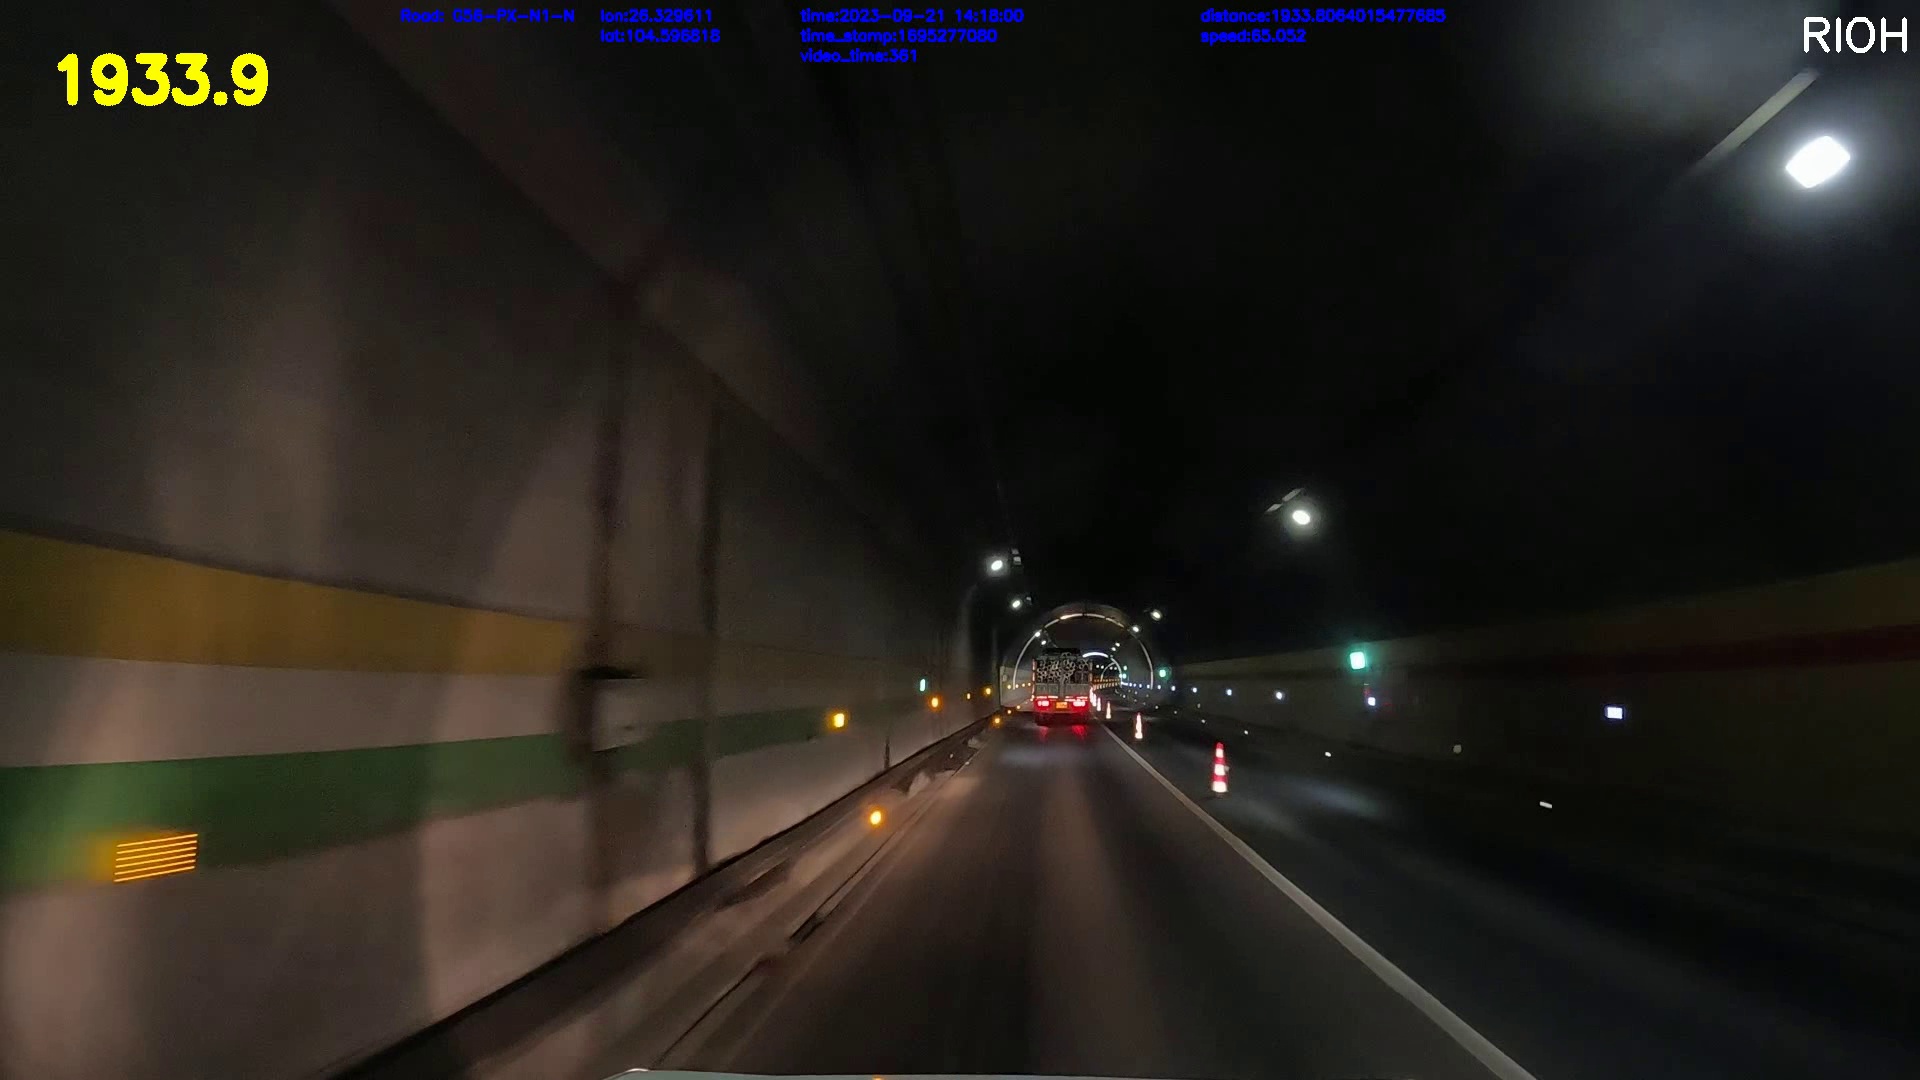 Road: G56-PX-N1-N
lon:26.329611
time:2023-09-21 14:18:00
distance:1933.8064015477685
lat:104.596818
time_stamp:1695277080
speed:65.052
video_time:361
RIOH
1933.9